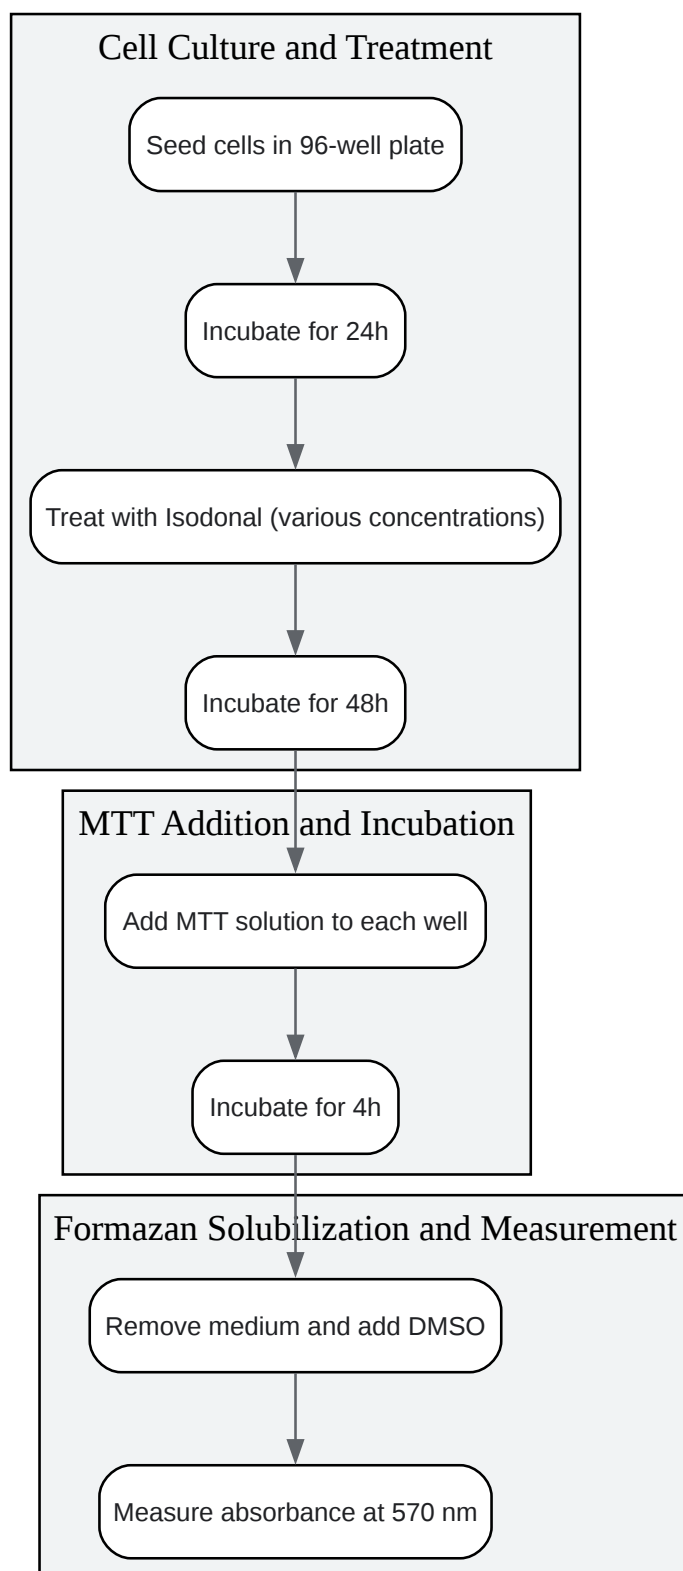 Cell Culture and Treatment
Seed cells in 96-well plate
Incubate for 24h
Treat with Isodonal (various concentrations)
Incubate for 48h
MTT Addition and Incubation
Add MTT solution to each well
Incubate for 4h
Formazan Solubilization and Measurement
Remove medium and add DMSO
Measure absorbance at 570 nm